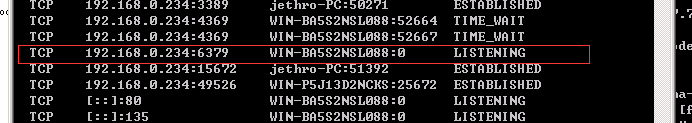 TCP 192.168.0.234:3389 jethro-PC:50271 ESTABLISHED
TCP 192.168.0.234:4369 WIN-BA5S2NSL088:52664 TIME_WAIT
TCP 192.168.0.234:4369 WIN-BA5S2NSL088:52667 TIME_WAIT
TCP 192.168.0.234:6379 WIN-BA5S2NSL088:0 LISTENING
TCP 192.168.0.234:15672 jethro-PC:51392 ESTABLISHED
TCP 192.168.0.234:49526 WIN-P5J13D2NCKS:25672 ESTABLISHED
TCP [::]:80 WIN-BA5S2NSL088:0 LISTENING
TCP [::]:135 WIN-BA5S2NSL088:0 LISTENING